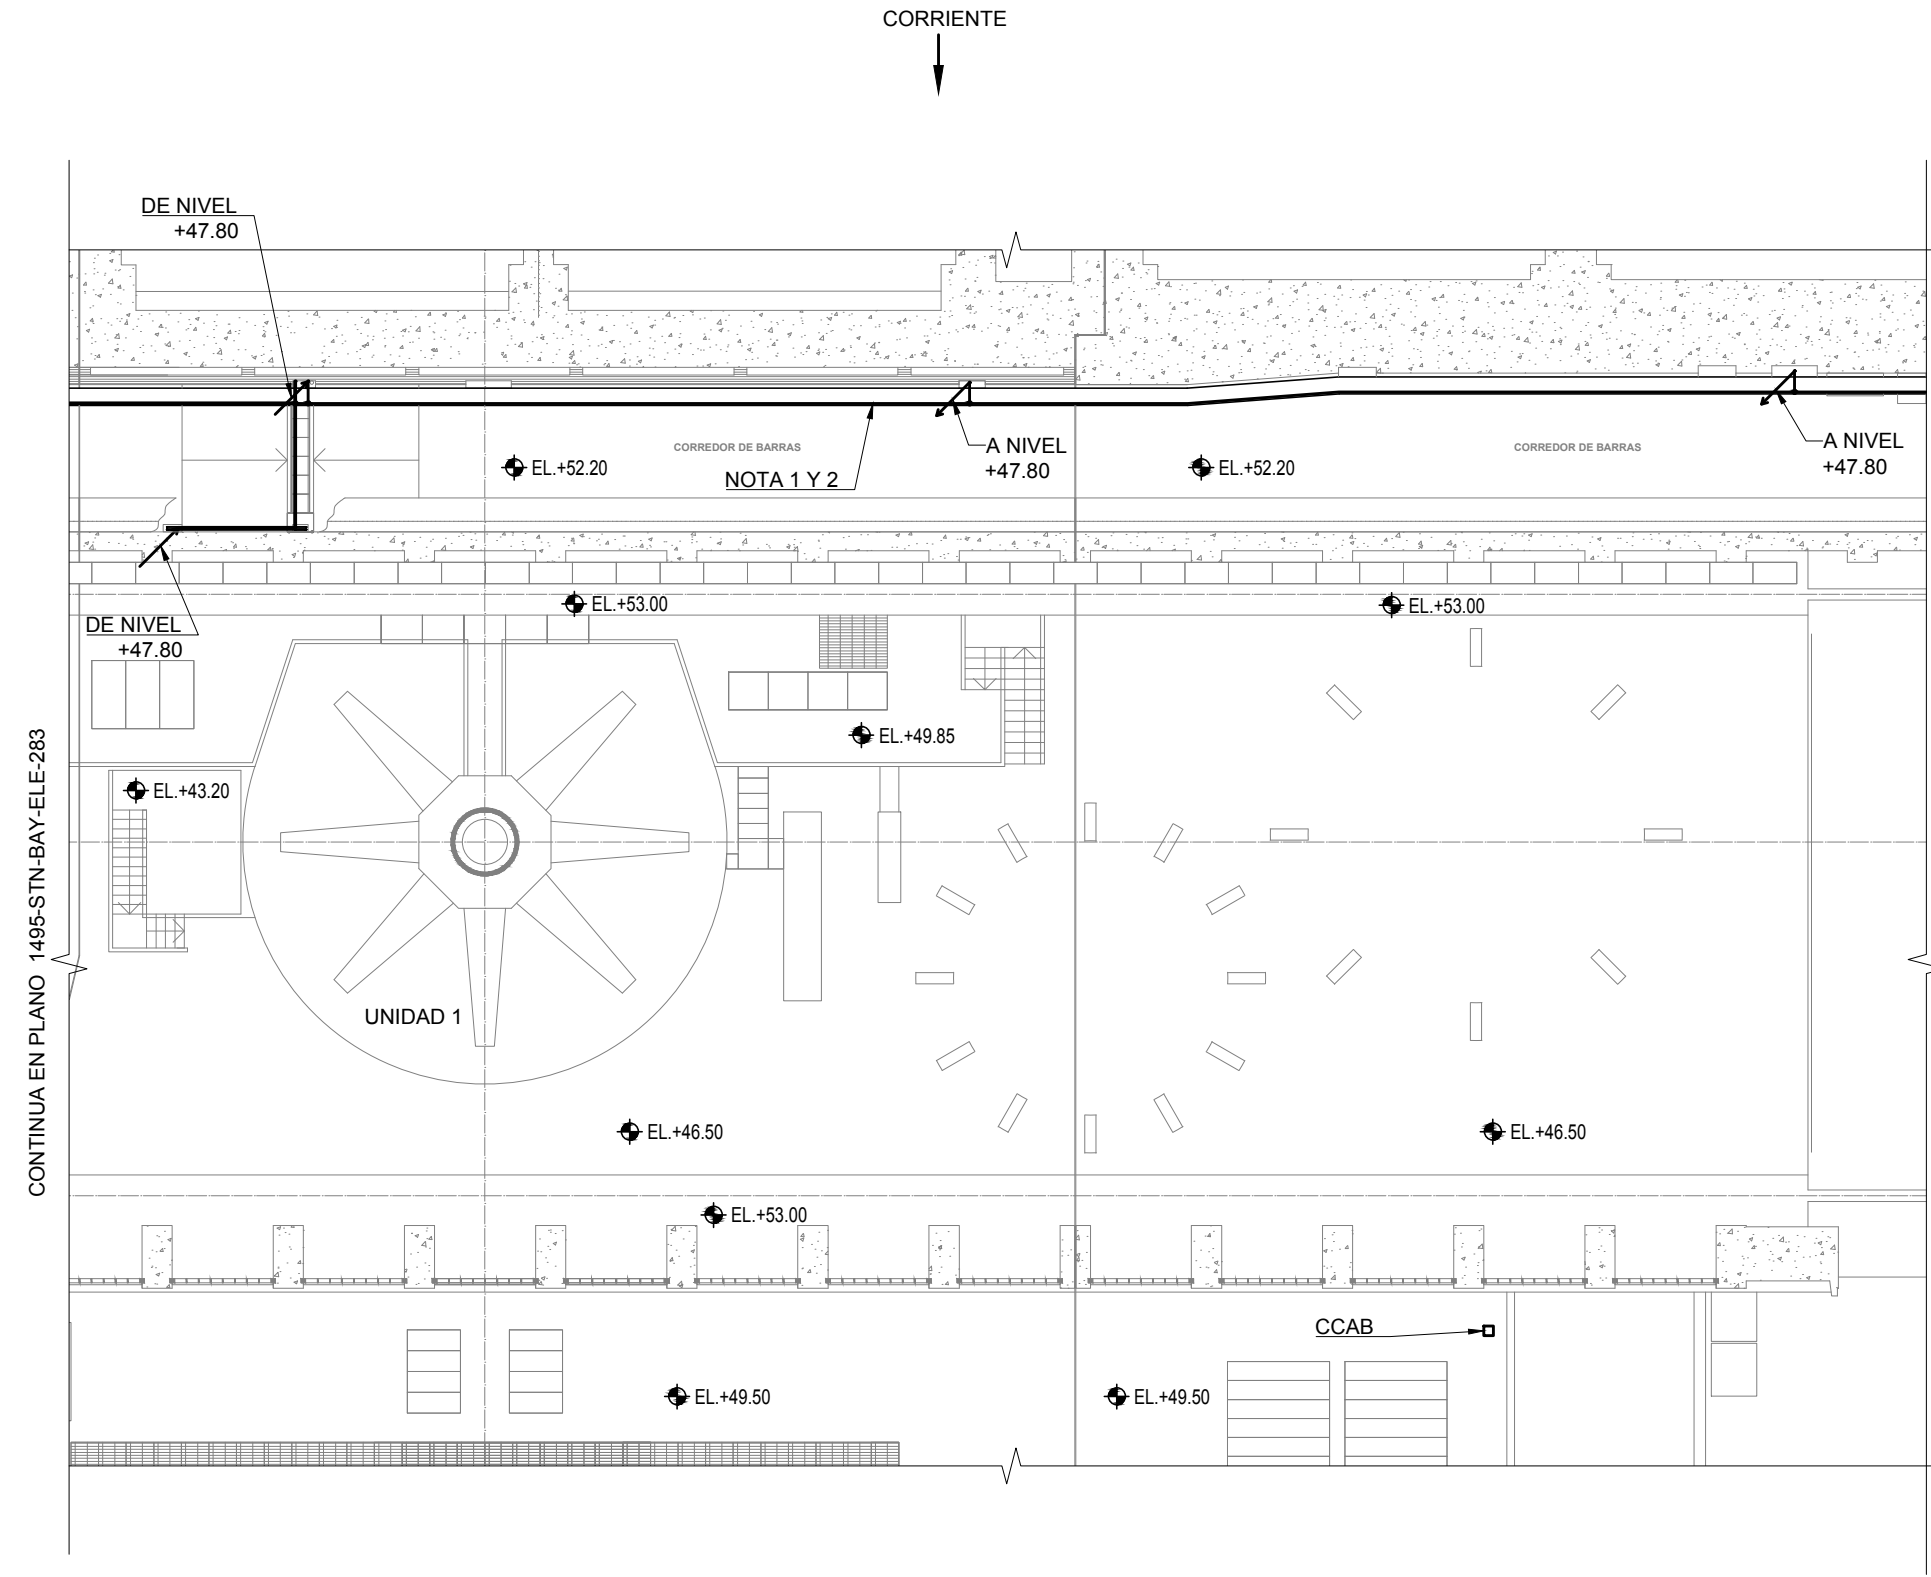 CORRIENTE
DE NIVEL
+47.80
CORREDOR DE BARRAS
A NIVEL
+47.80
CORREDOR DE BARRAS
A NIVEL
+47.80
EL.+52.20
NOTA 1 Y 2
EL.+52.20
EL.+53.00
EL.+53.00
DE NIVEL
+47.80
EL.+49.85
EL.+43.20
CONTINUA EN PLANO 1495-STN-BAY-ELE-283
UNIDAD 1
EL.+46.50
EL.+46.50
EL.+53.00
CCAB
EL.+49.50
EL.+49.50